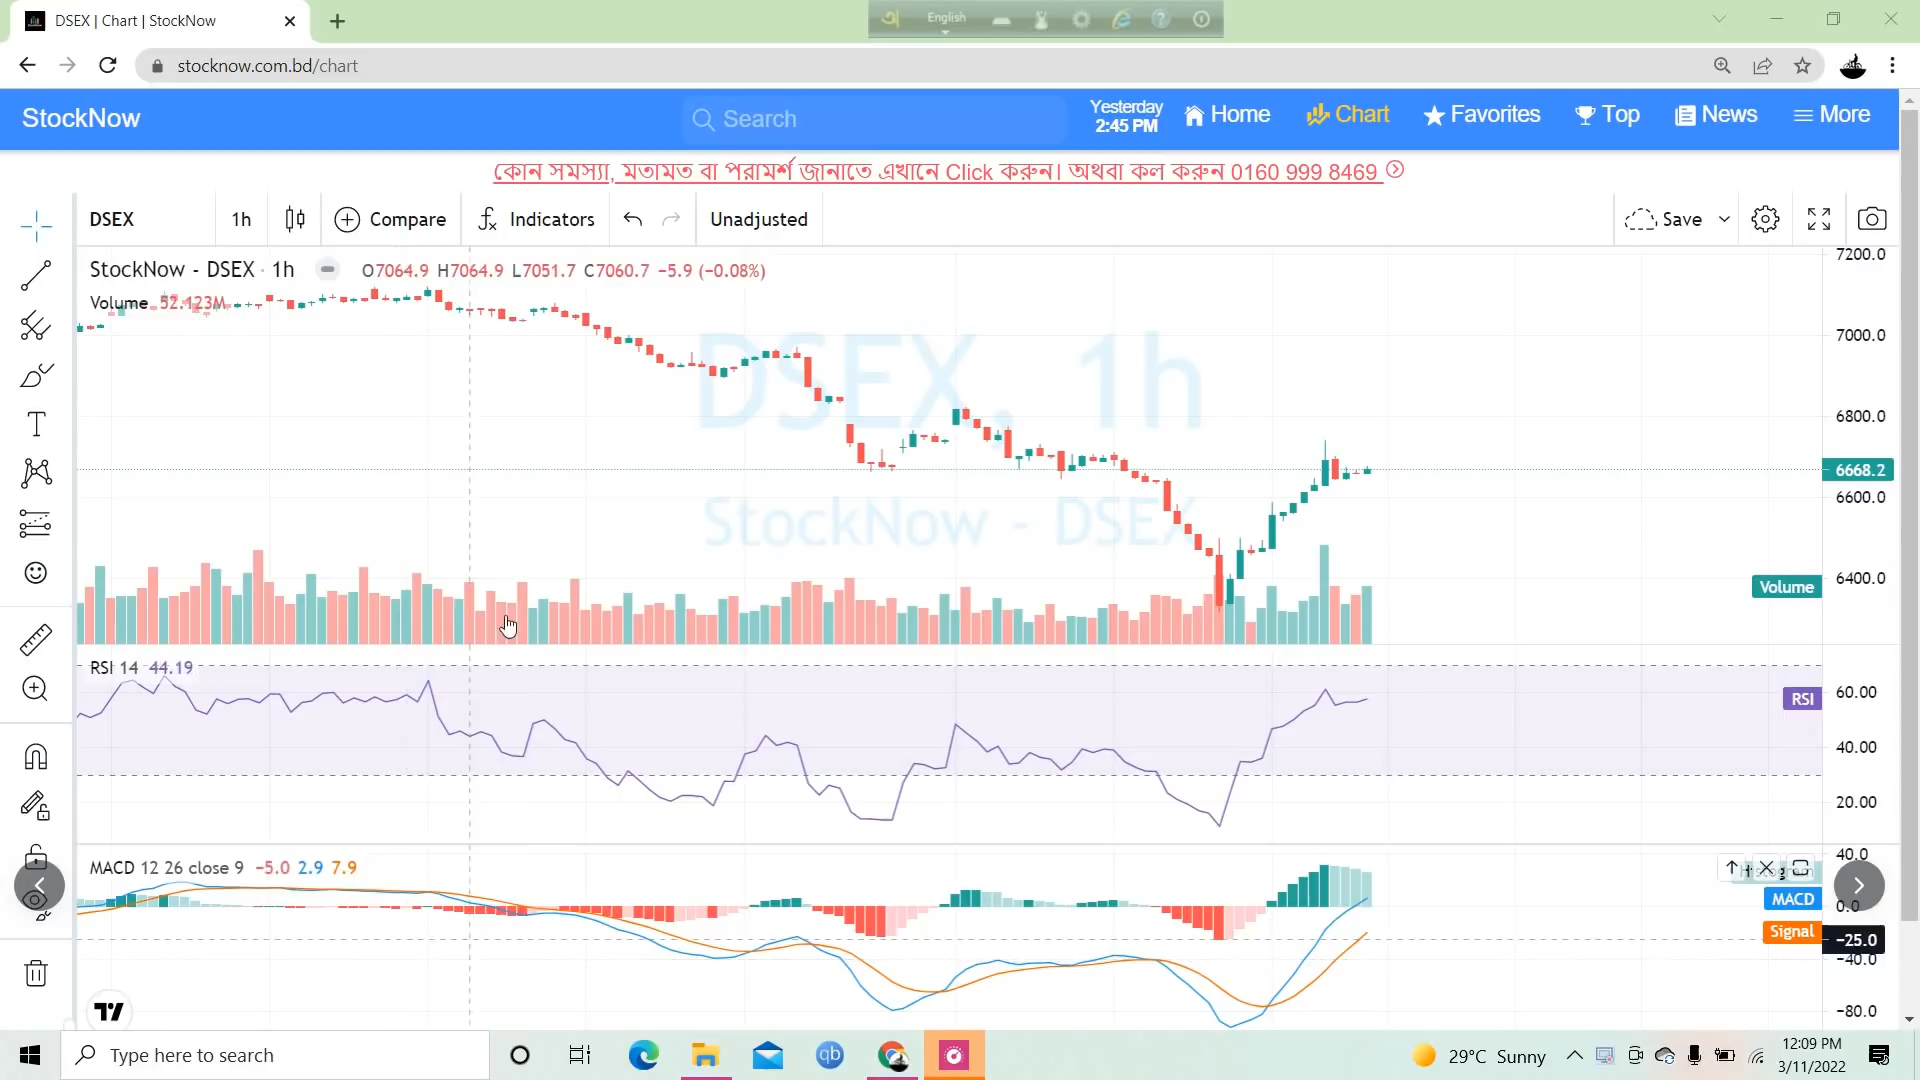 DSEX | Chart | StockNow
English
stocknow.com.bd/chart
StockNow
Search
Yesterday
2:45 PM
Home
Chart
Favorites
Top
News
More
কোন সমস্যা, মতামত বা পরামর্শ জানাতে এখানে Click করুন। অথবা কল করুন 0160 999 8469
DSEX
1h
Compare
Indicators
Unadjusted
Save
StockNow - DSEX · 1h
O7064.9 H7064.9 L7051.7 C7060.7 −5.9 (−0.08%)
Volume 52.123M
DSEX, 1h
StockNow - DSEX
7200.0
7000.0
6800.0
6668.2
6600.0
6400.0
Volume
RSI 14 44.19
60.00
RSI
40.00
20.00
MACD 12 26 close 9 −5.0 2.9 7.9
40.0
MACD
0.0
Signal
−25.0
−40.0
−80.0
Type here to search
qb
29°C Sunny
12:09 PM
3/11/2022